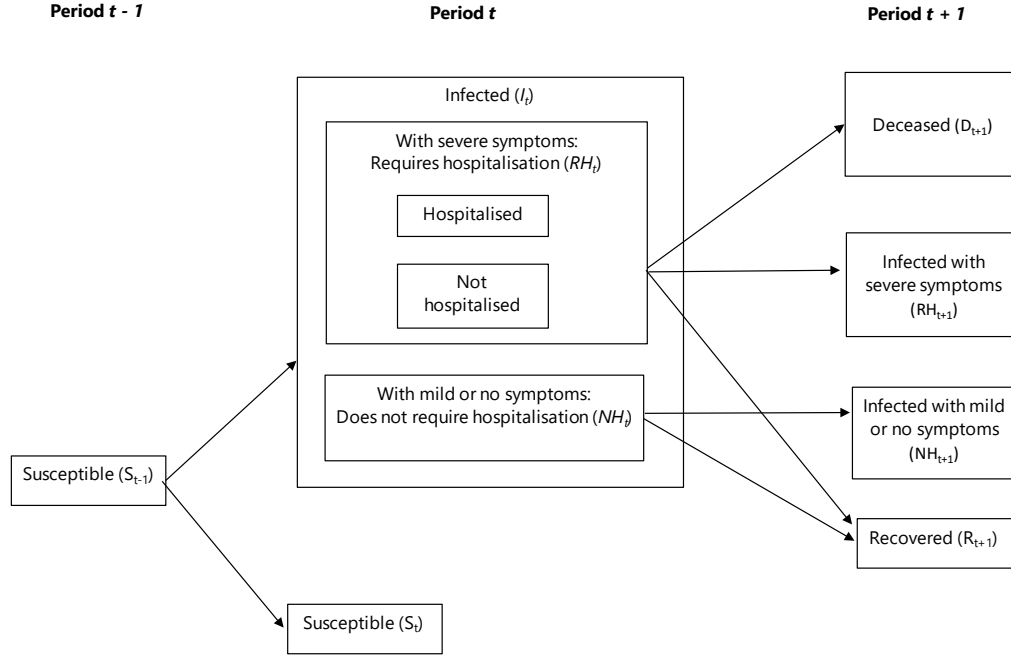 Period t - 1
Period t
Period t + 1
Infected (Iₜ)
With severe symptoms:
Requires hospitalisation (RHₜ)
Hospitalised
Not
hospitalised
With mild or no symptoms:
Does not require hospitalisation (NHₜ)
Susceptible (Sₜ₋₁)
Susceptible (Sₜ)
Deceased (Dₜ₊₁)
Infected with
severe symptoms
(RHₜ₊₁)
Infected with mild
or no symptoms
(NHₜ₊₁)
Recovered (Rₜ₊₁)